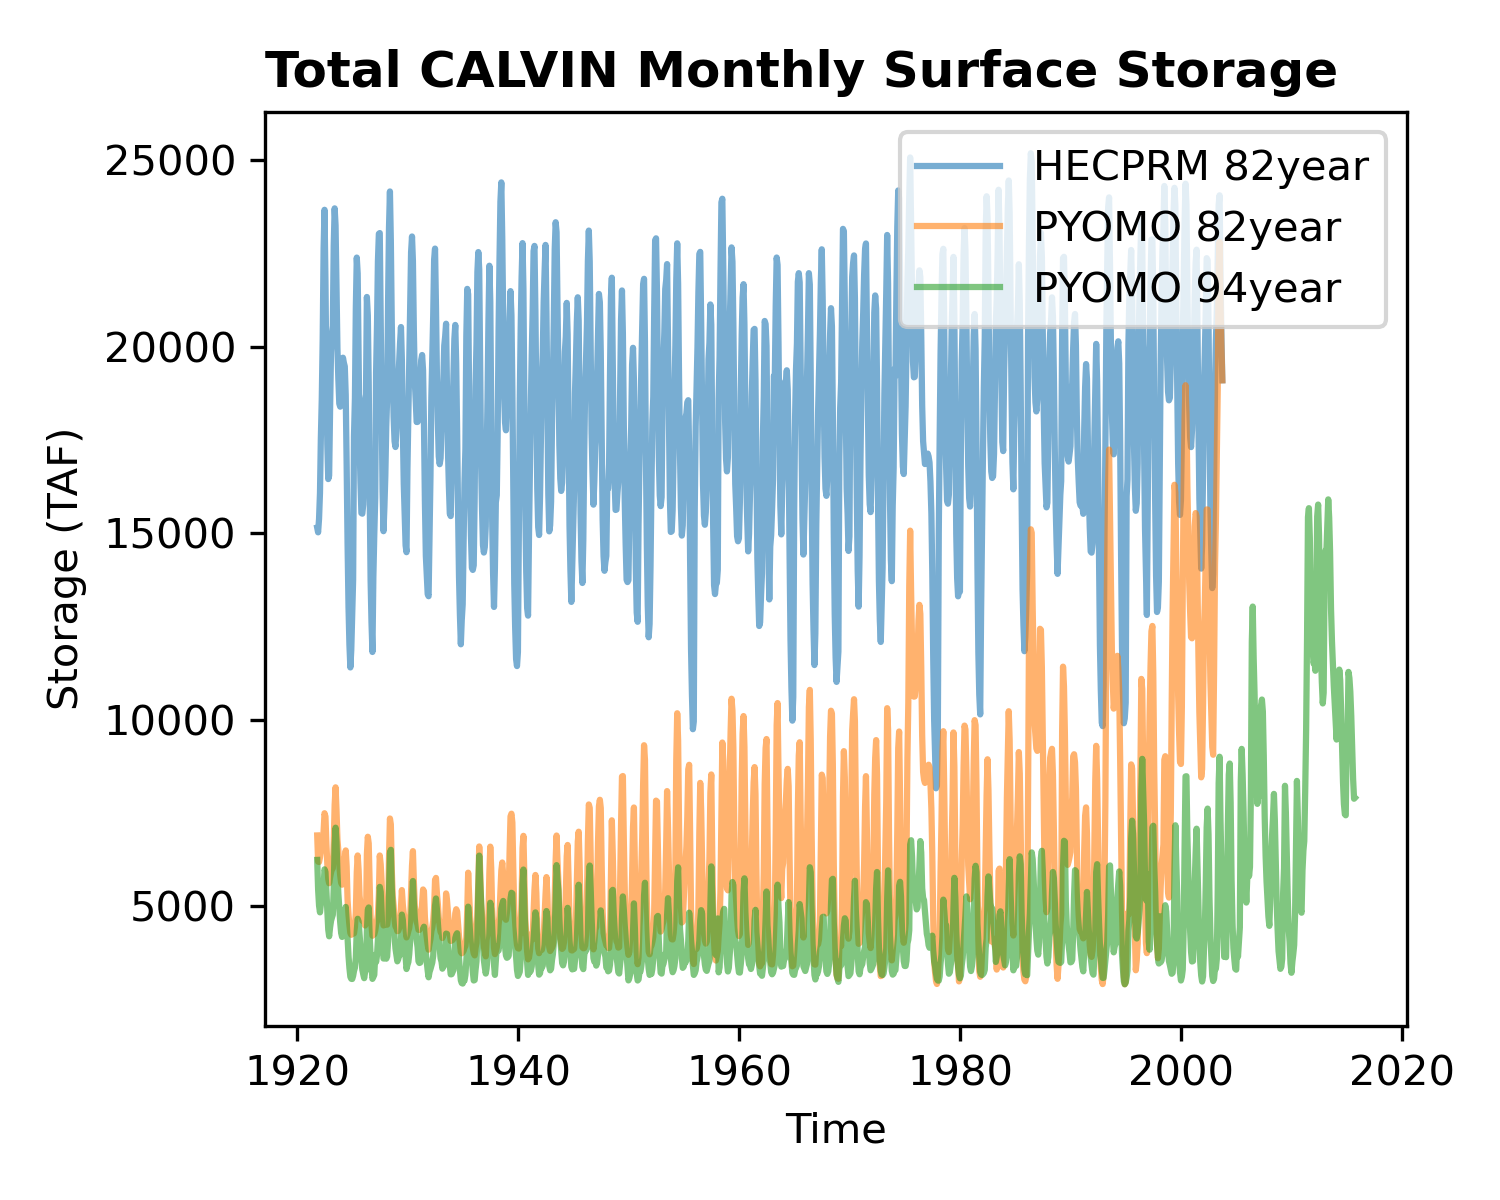 Total CALVIN Monthly Surface Storage
HECPRM 82year
PYOMO 82year
PYOMO 94year
Storage (TAF)
25000
20000
15000
10000
5000
1920 1940 1960 1980 2000 2020
Time